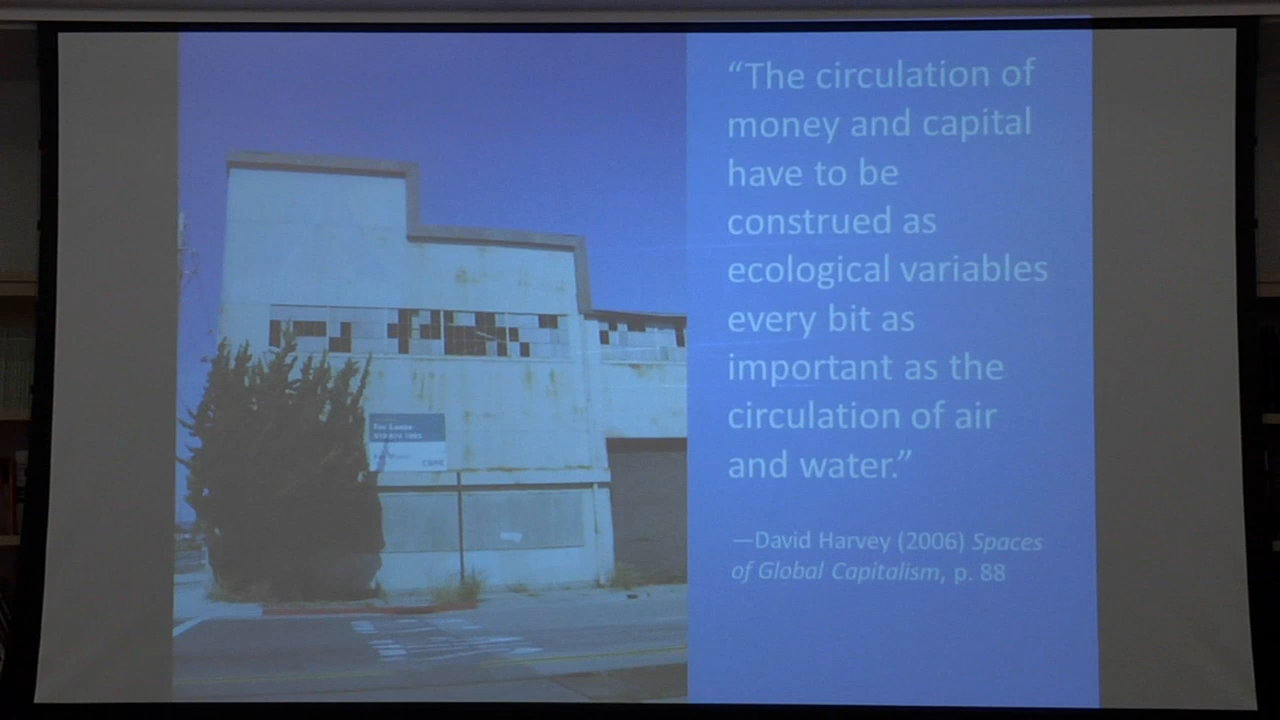 “The circulation of
money and capital
have to be
construed as
ecological variables
every bit as
important as the
circulation of air
and water.”
—David Harvey (2006) Spaces
of Global Capitalism, p. 88
For Lease
CBRE